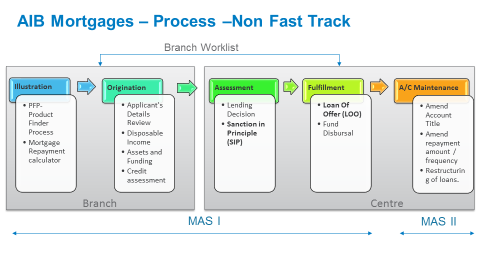 AIB Mortgages – Process –Non Fast Track
Branch Worklist
Illustration
• PFP-
Product
Finder
Process
• Mortgage
Repayment
calculator
Origination
• Applicant's
Details
Review
• Disposable
Income
• Assets and
Funding
• Credit
assessment
Assessment
• Lending
Decision
• Sanction in
Principle
(SIP)
Fulfillment
• Loan Of
Offer (LOO)
• Fund
Disbursal
A/C Maintenance
• Amend
Account
Title
• Amend
repayment
amount /
frequency
• Restructurin
g of loans.
Branch
Centre
MAS I
MAS II